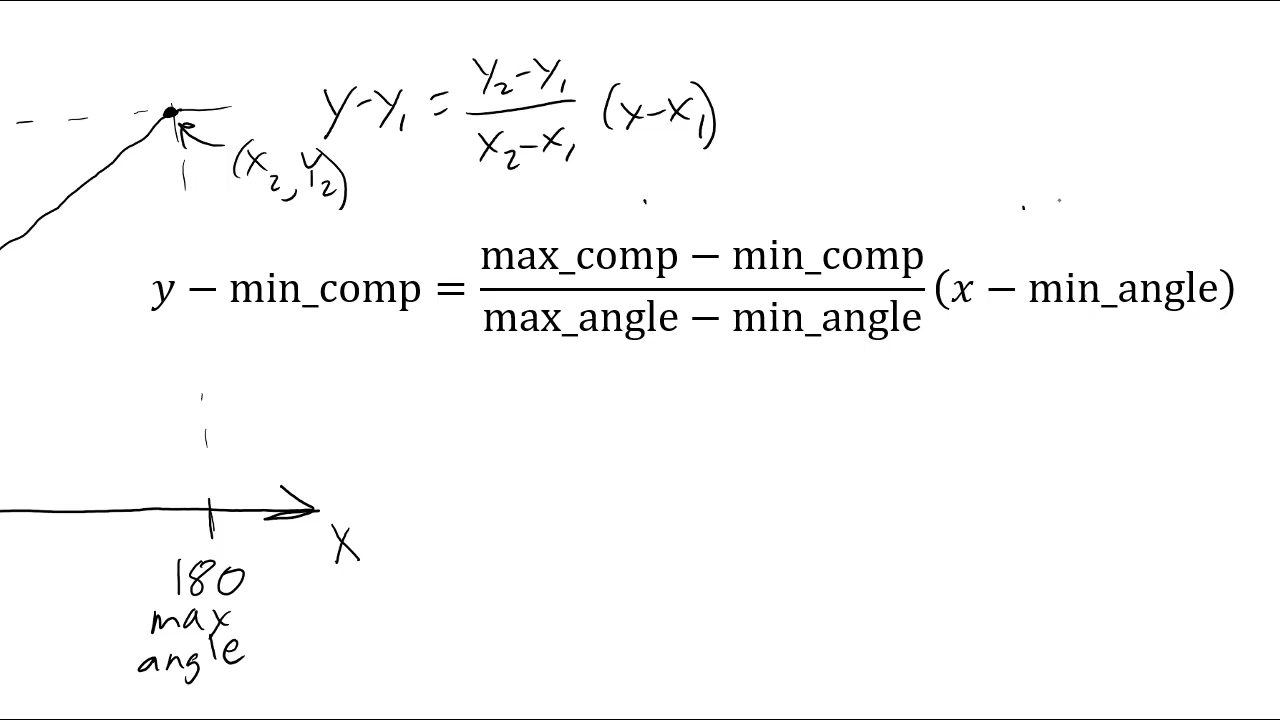 y-y₁ = y₂-y₁ / x₂-x₁ (x-x₁)
(x₂, y₂)
y − min_comp = max_comp − min_comp / max_angle − min_angle (x − min_angle)
x
180
max
angle